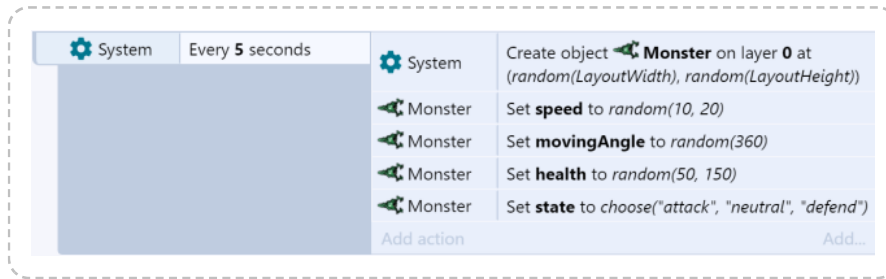 System Every 5 seconds
System Create object Monster on layer 0 at
(random(LayoutWidth), random(LayoutHeight))
Monster Set speed to random(10, 20)
Monster Set movingAngle to random(360)
Monster Set health to random(50, 150)
Monster Set state to choose("attack", "neutral", "defend")
Add action Add...